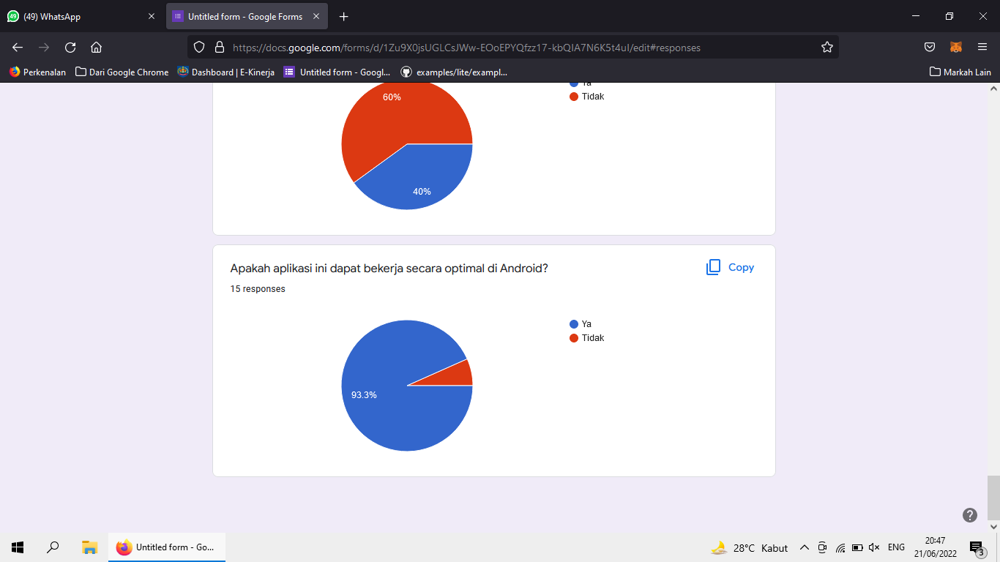 49
(49) WhatsApp
Untitled form - Google Forms
https://docs.google.com/forms/d/1Zu9X0jsUGLCsJWw-EOoEPYQfzz17-kbQIA7N6K5t4uI/edit#responses
Perkenalan
Dari Google Chrome
Dashboard | E-Kinerja
Untitled form - Googl...
examples/lite/exampl...
Markah Lain
Ya
Tidak
60%
40%
Apakah aplikasi ini dapat bekerja secara optimal di Android?
Copy
15 responses
Ya
Tidak
93.3%
Untitled form - Go...
28°C Kabut
ENG
20:47
21/06/2022
3